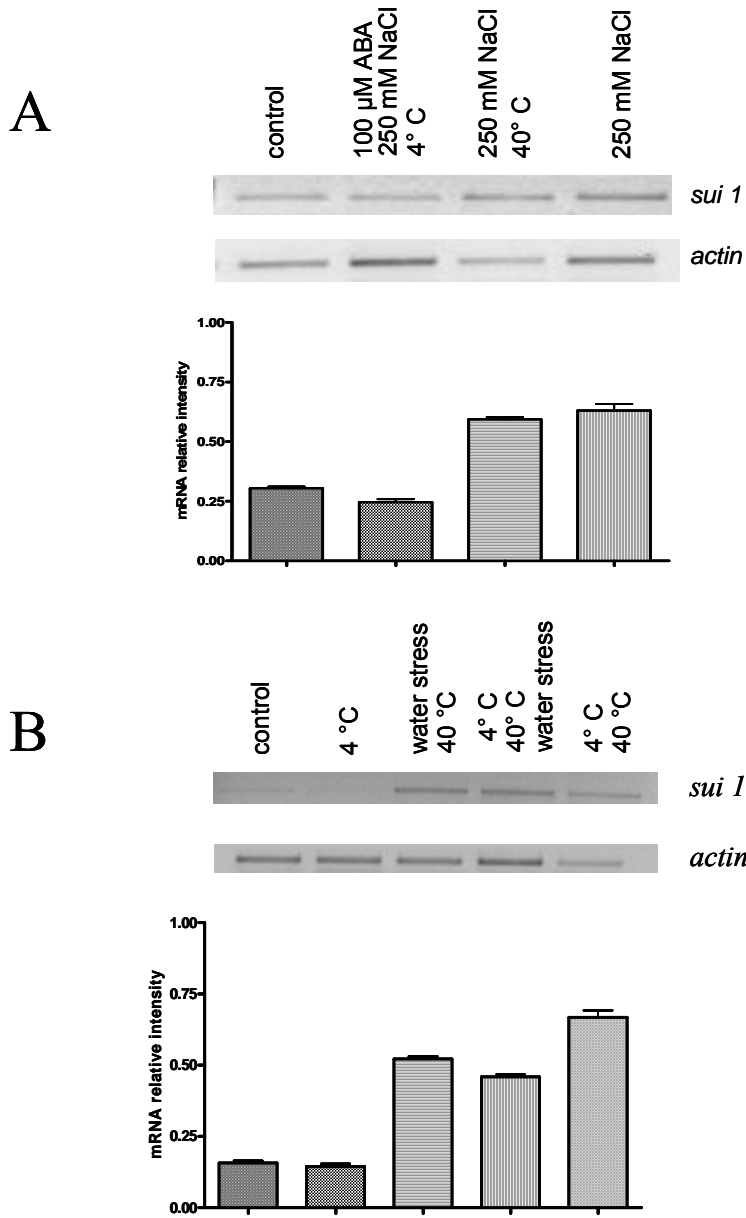 A
control
100 µM ABA
250 mM NaCl
4° C
250 mM NaCl
40° C
250 mM NaCl
sui 1
actin
mRNA relative intensity
1.00
0.75
0.50
0.25
0.00
B
control
4 °C
water stress
40 °C
4° C
40° C
water stress
4° C
40 °C
sui 1
actin
mRNA relative intensity
1.00
0.75
0.50
0.25
0.00